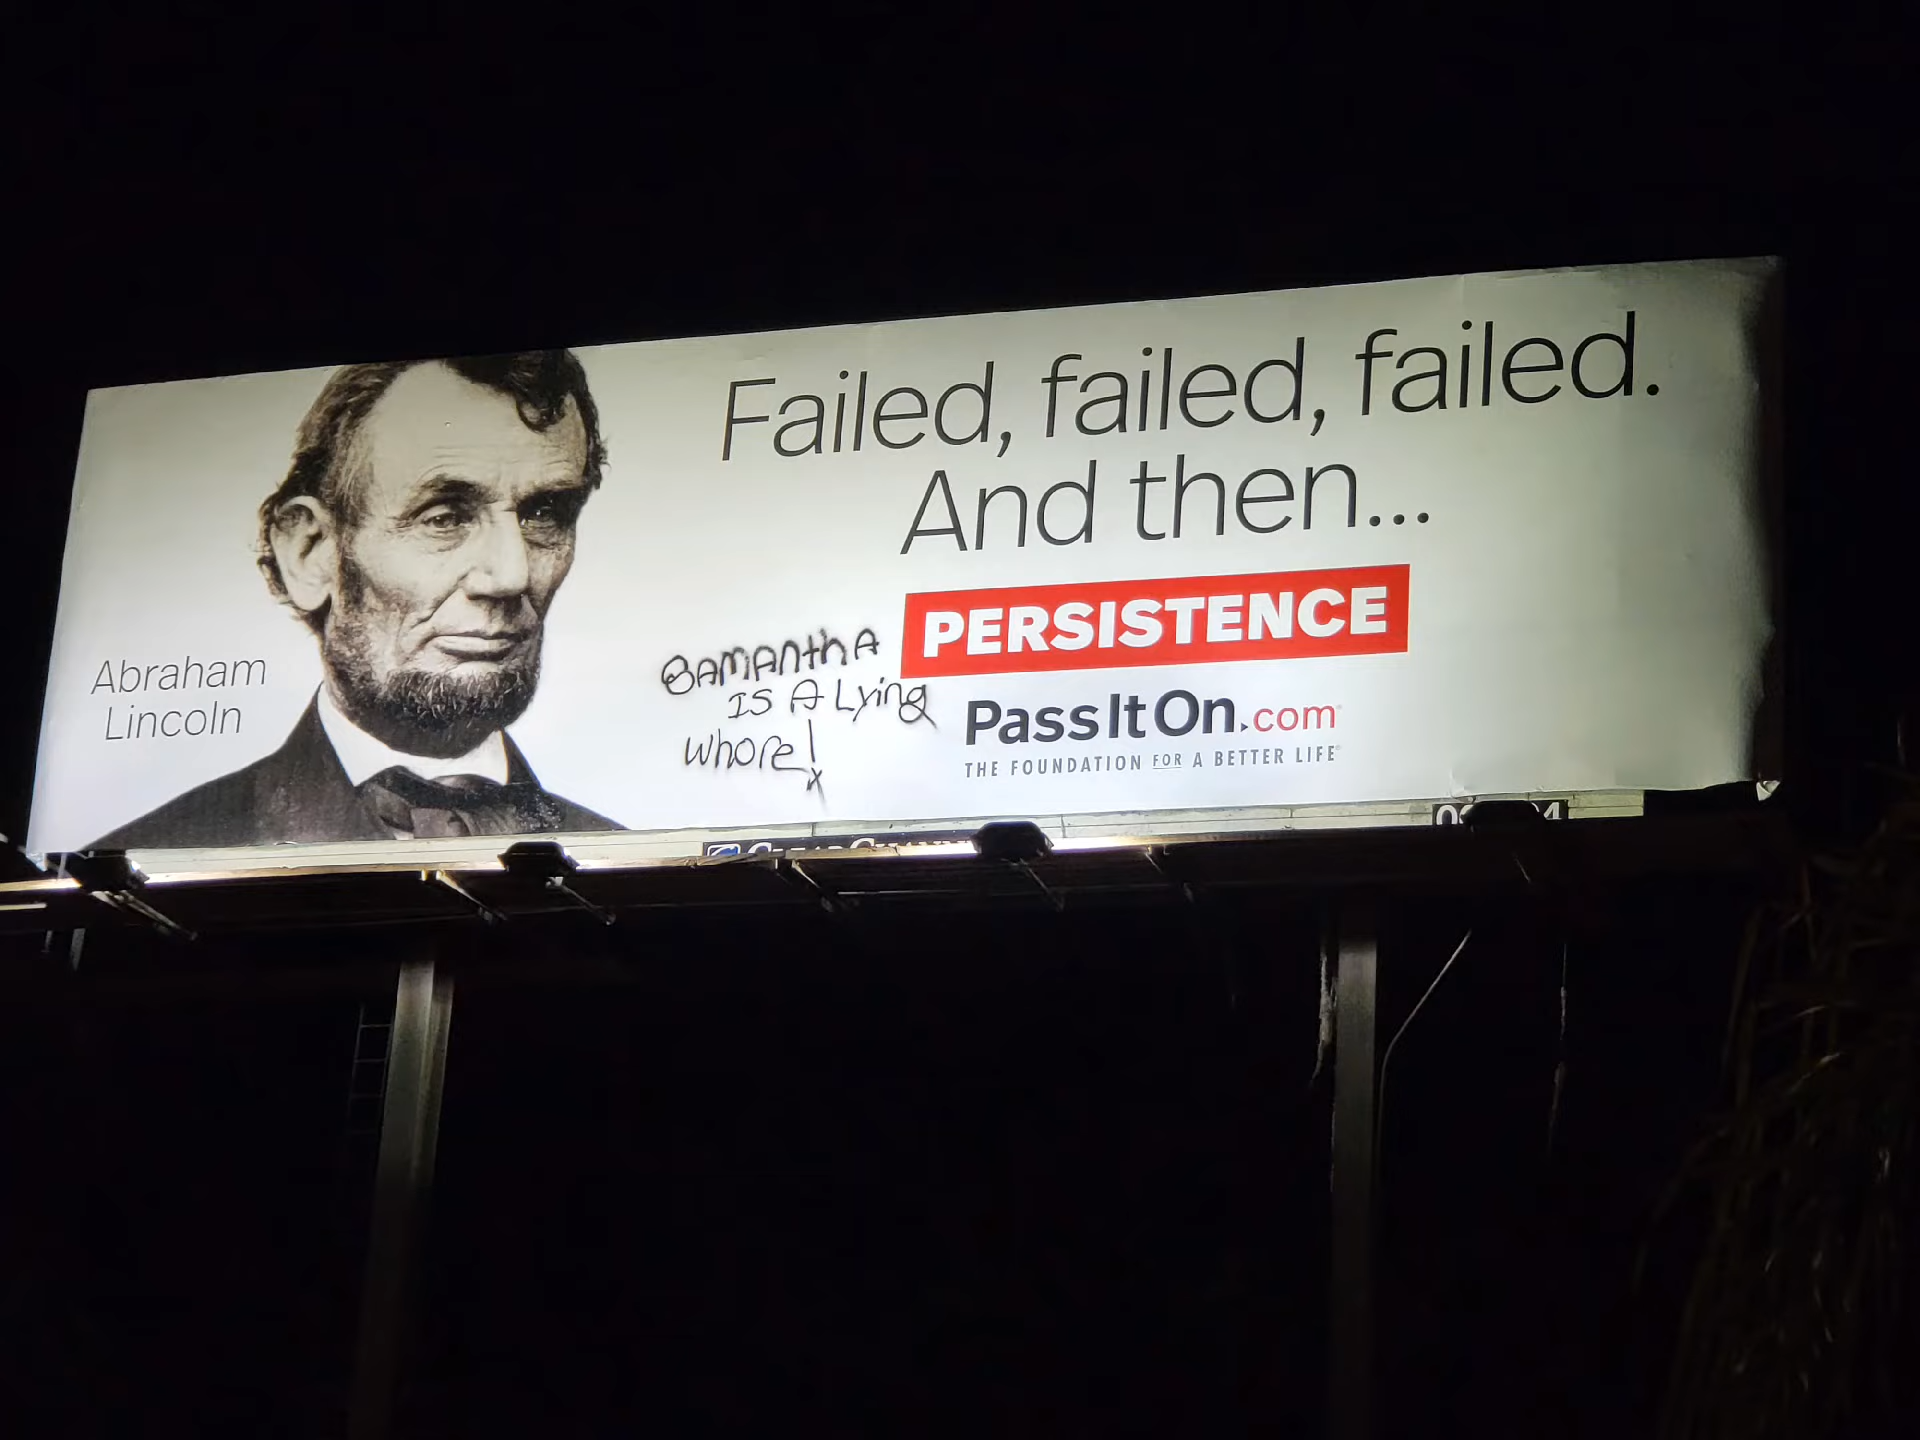 Failed, failed, failed.
And then...
PERSISTENCE
PassItOn.com
THE FOUNDATION FOR A BETTER LIFE
Abraham
Lincoln
SAMANthA
IS A Lying
whore!